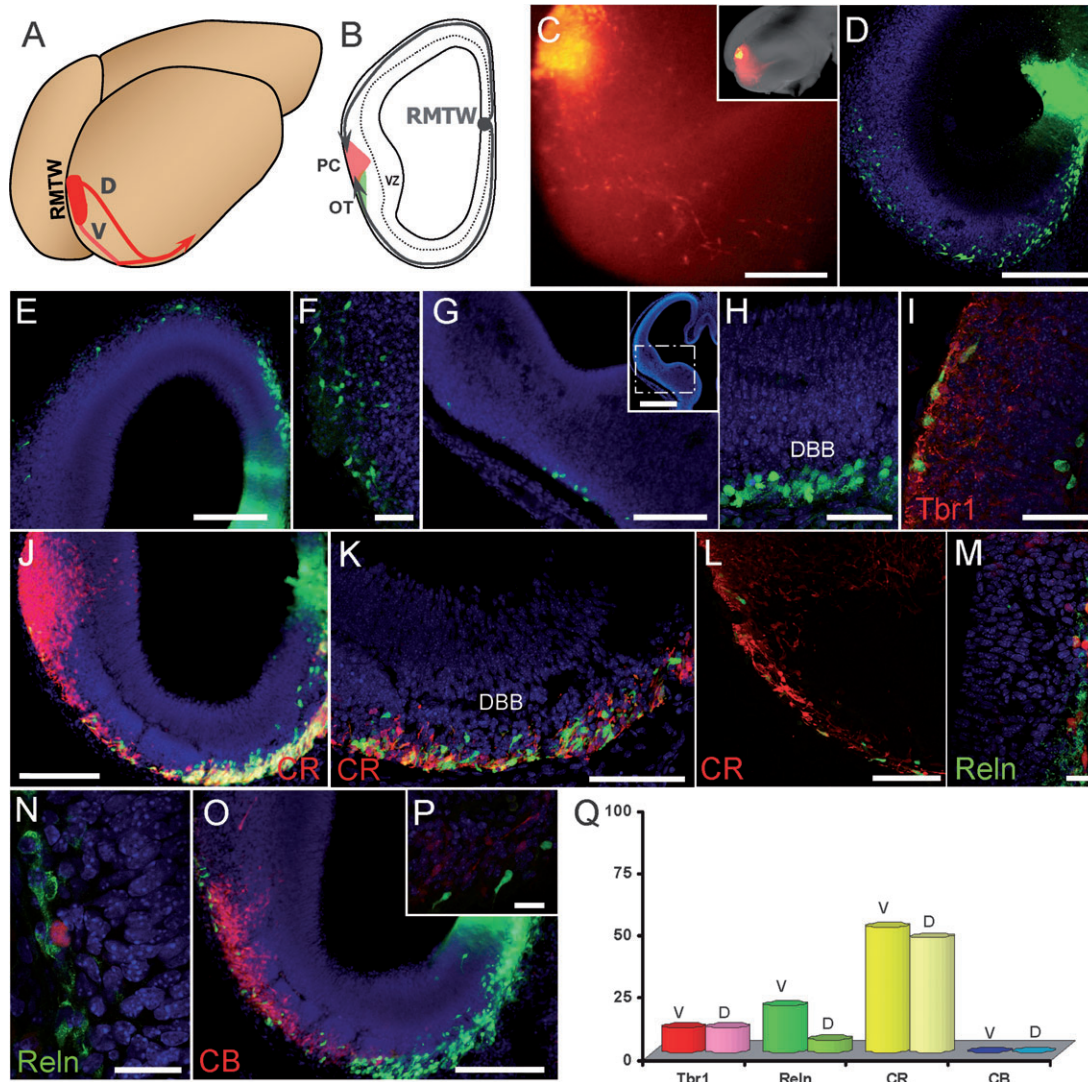 A
RMTW
D
V
B
RMTW
PC
OT
VZ
C
D
E
F
G
H
DBB
I
Tbr1
J
CR
K
DBB
CR
L
CR
M
Reln
N
Reln
O
CB
P
Q
100
75
50
25
0
V D V D V D V D
Tbr1 Reln CR CB